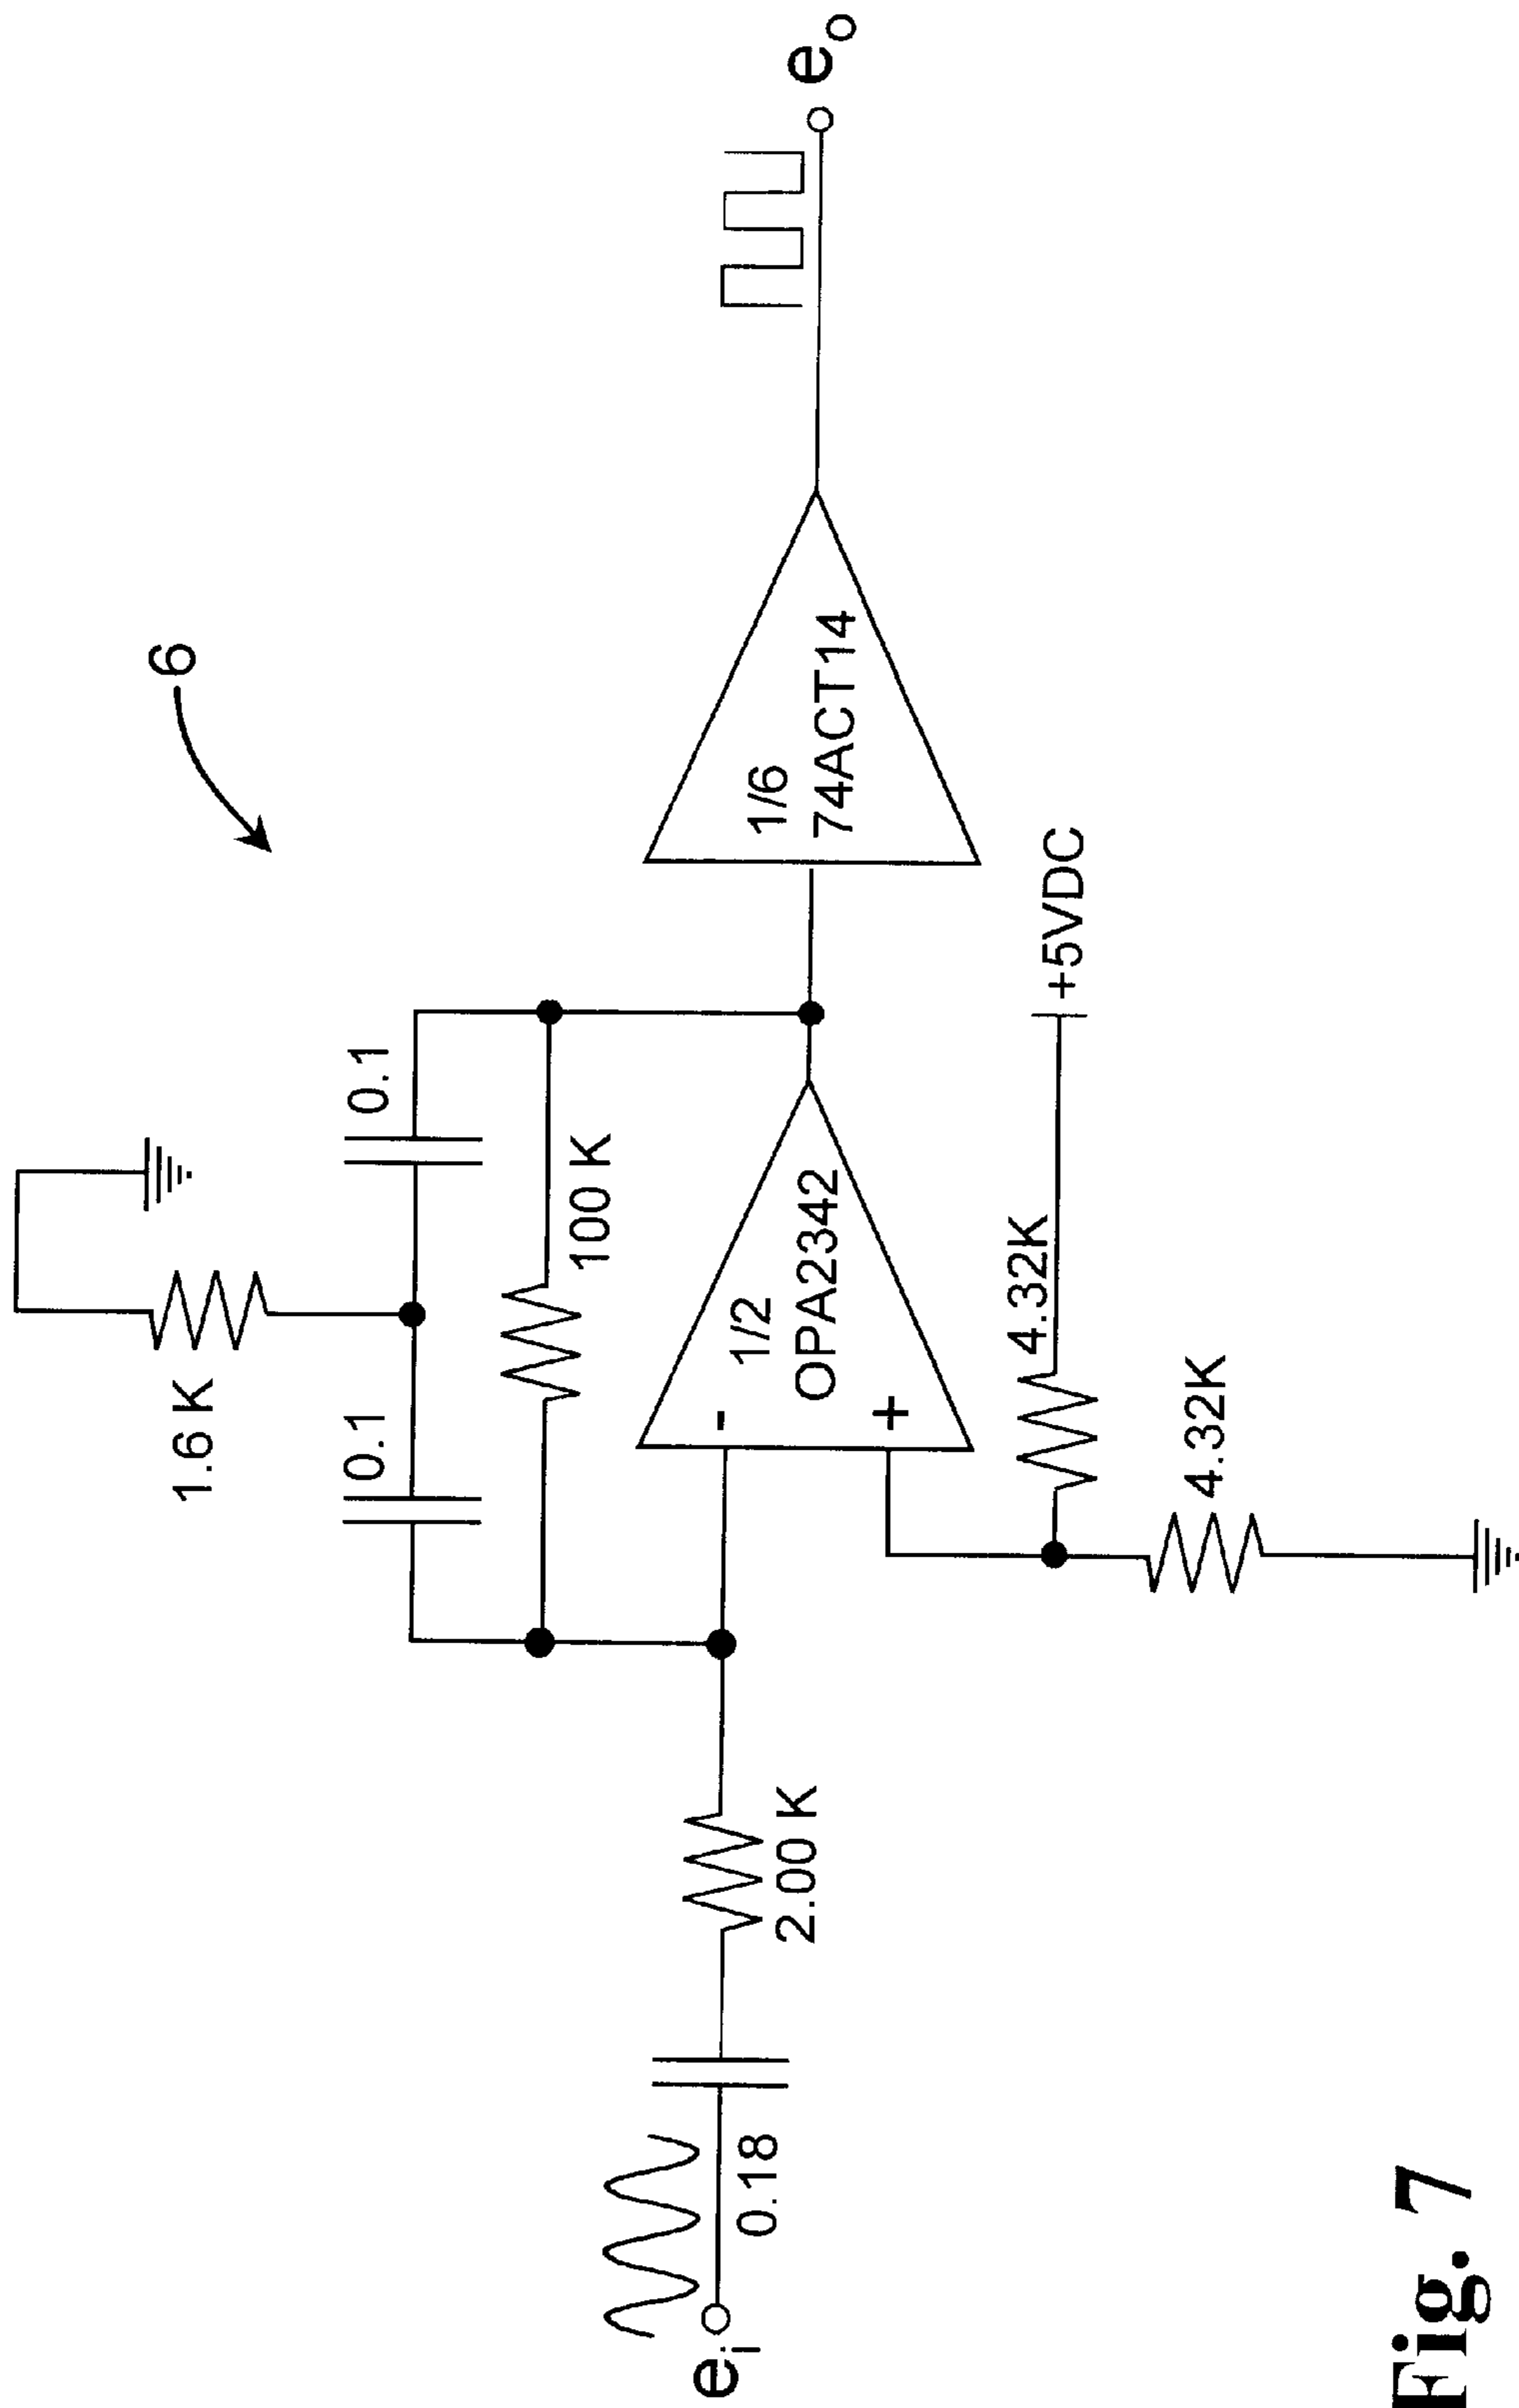 6
1.6 K
0.1
0.1
100 K
ei
0.18
2.00 K
-
+
1/2
OPA2342
1/6
74ACT14
eo
4.32K
+5VDC
4.32K
Fig. 7